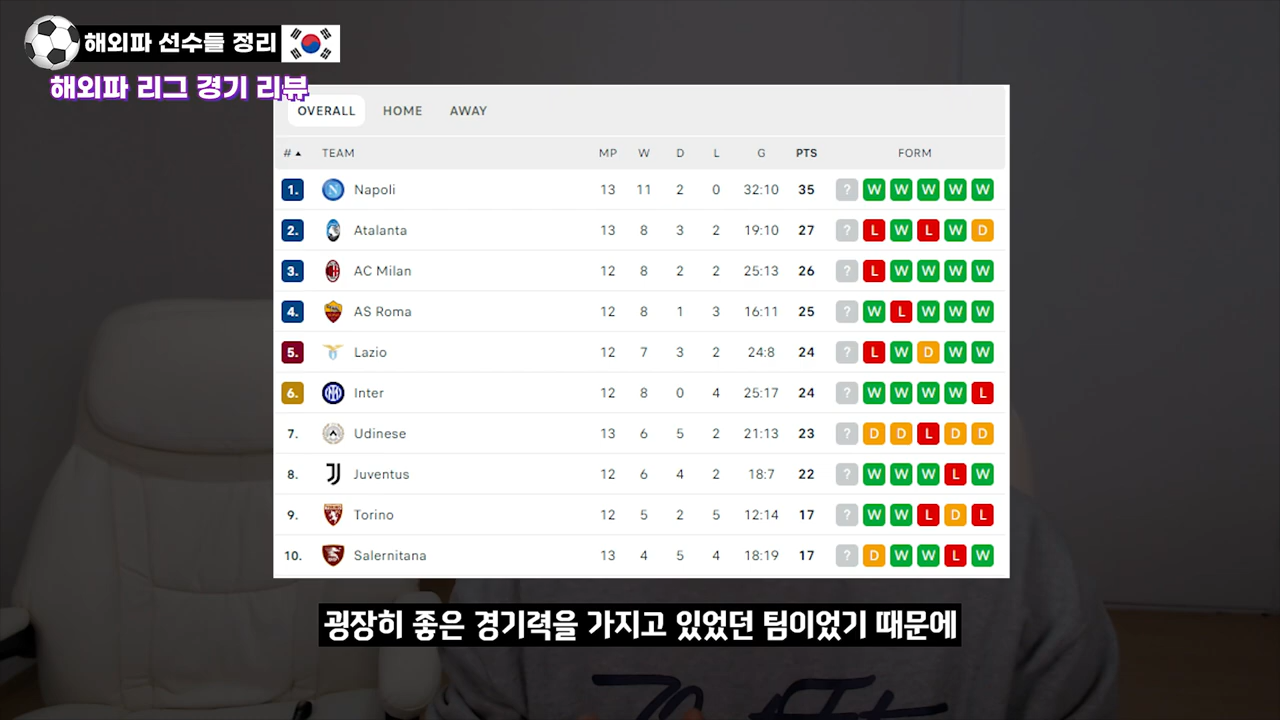 해외파 선수들 정리
해외파 리그 경기 리뷰
OVERALL HOME AWAY
# TEAM MP W D L G PTS FORM
1. Napoli 13 11 2 0 32:10 35 ? W W W W W
2. Atalanta 13 8 3 2 19:10 27 ? L W L W D
3. AC Milan 12 8 2 2 25:13 26 ? L W W W W
4. AS Roma 12 8 1 3 16:11 25 ? W L W W W
5. Lazio 12 7 3 2 24:8 24 ? L W D W W
6. Inter 12 8 0 4 25:17 24 ? W W W W L
7. Udinese 13 6 5 2 21:13 23 ? D D L D D
8. Juventus 12 6 4 2 18:7 22 ? W W W L W
9. Torino 12 5 2 5 12:14 17 ? W W L D L
10. Salernitana 13 4 5 4 18:19 17 ? D W W L W
굉장히 좋은 경기력을 가지고 있었던 팀이었기 때문에